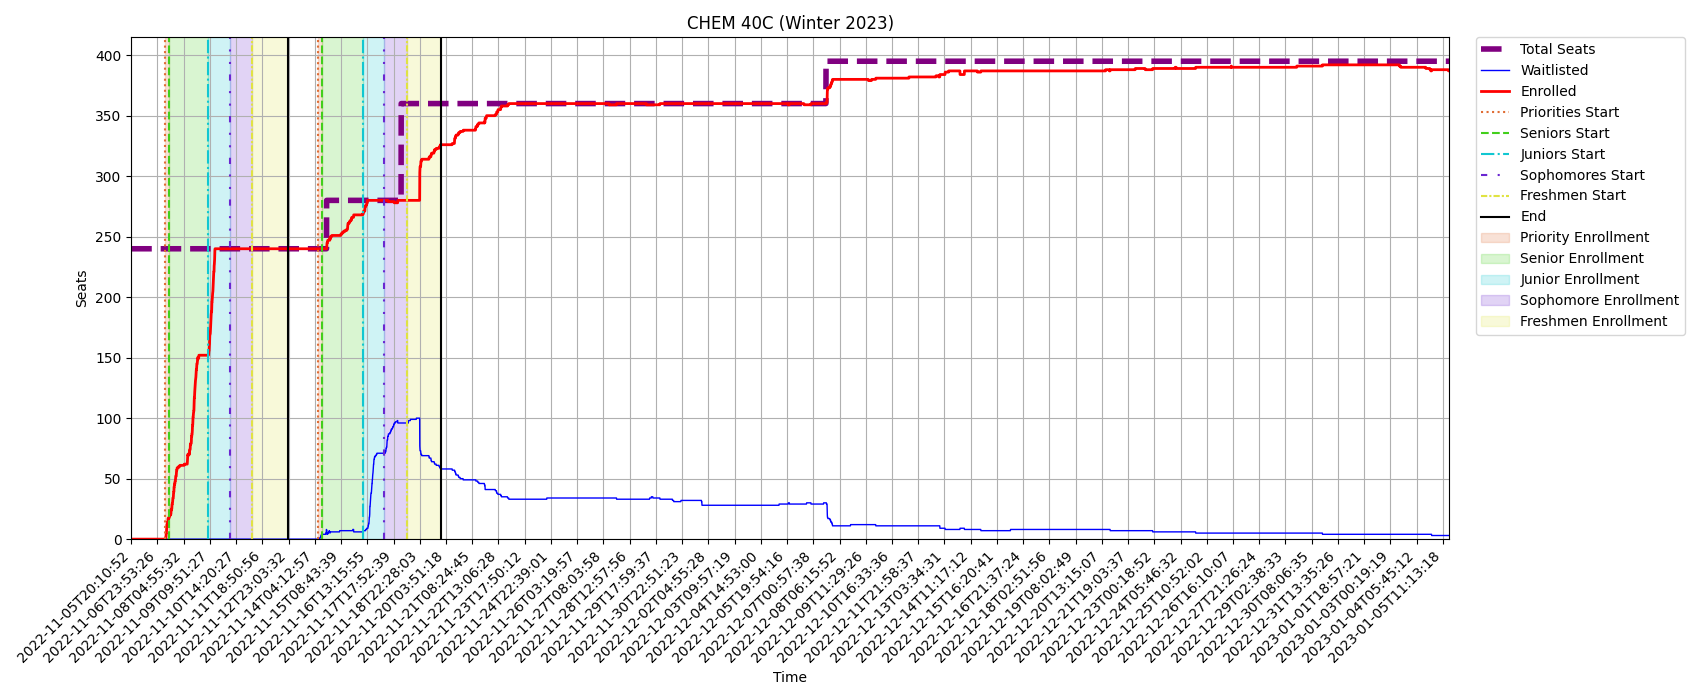 CHEM 40C (Winter 2023)
Seats
400
350
300
250
200
150
100
50
0
2022-11-05T20:10:52
2022-11-06T23:53:26
2022-11-08T04:55:32
2022-11-09T09:51:27
2022-11-10T14:20:27
2022-11-11T18:50:56
2022-11-12T23:03:32
2022-11-14T04:12:57
2022-11-15T08:43:39
2022-11-16T13:15:55
2022-11-17T17:52:39
2022-11-18T22:28:03
2022-11-20T03:51:18
2022-11-21T08:24:45
2022-11-22T13:06:28
2022-11-23T17:50:12
2022-11-24T22:39:01
2022-11-26T03:19:57
2022-11-27T08:03:58
2022-11-28T12:57:56
2022-11-29T17:59:37
2022-11-30T22:51:23
2022-12-02T04:55:28
2022-12-03T09:57:19
2022-12-04T14:53:00
2022-12-05T19:54:16
2022-12-07T00:57:38
2022-12-08T06:15:52
2022-12-09T11:29:26
2022-12-10T16:33:36
2022-12-11T21:58:37
2022-12-13T03:34:31
2022-12-14T11:17:12
2022-12-15T16:20:41
2022-12-16T21:37:24
2022-12-18T02:51:56
2022-12-19T08:02:49
2022-12-20T13:15:07
2022-12-21T19:03:37
2022-12-23T00:18:52
2022-12-24T05:46:32
2022-12-25T10:52:02
2022-12-26T16:10:07
2022-12-27T21:26:24
2022-12-29T02:38:33
2022-12-30T08:06:35
2022-12-31T13:35:26
2023-01-01T18:57:21
2023-01-03T00:19:19
2023-01-04T05:45:12
2023-01-05T11:13:18
Time
Total Seats
Waitlisted
Enrolled
Priorities Start
Seniors Start
Juniors Start
Sophomores Start
Freshmen Start
End
Priority Enrollment
Senior Enrollment
Junior Enrollment
Sophomore Enrollment
Freshmen Enrollment